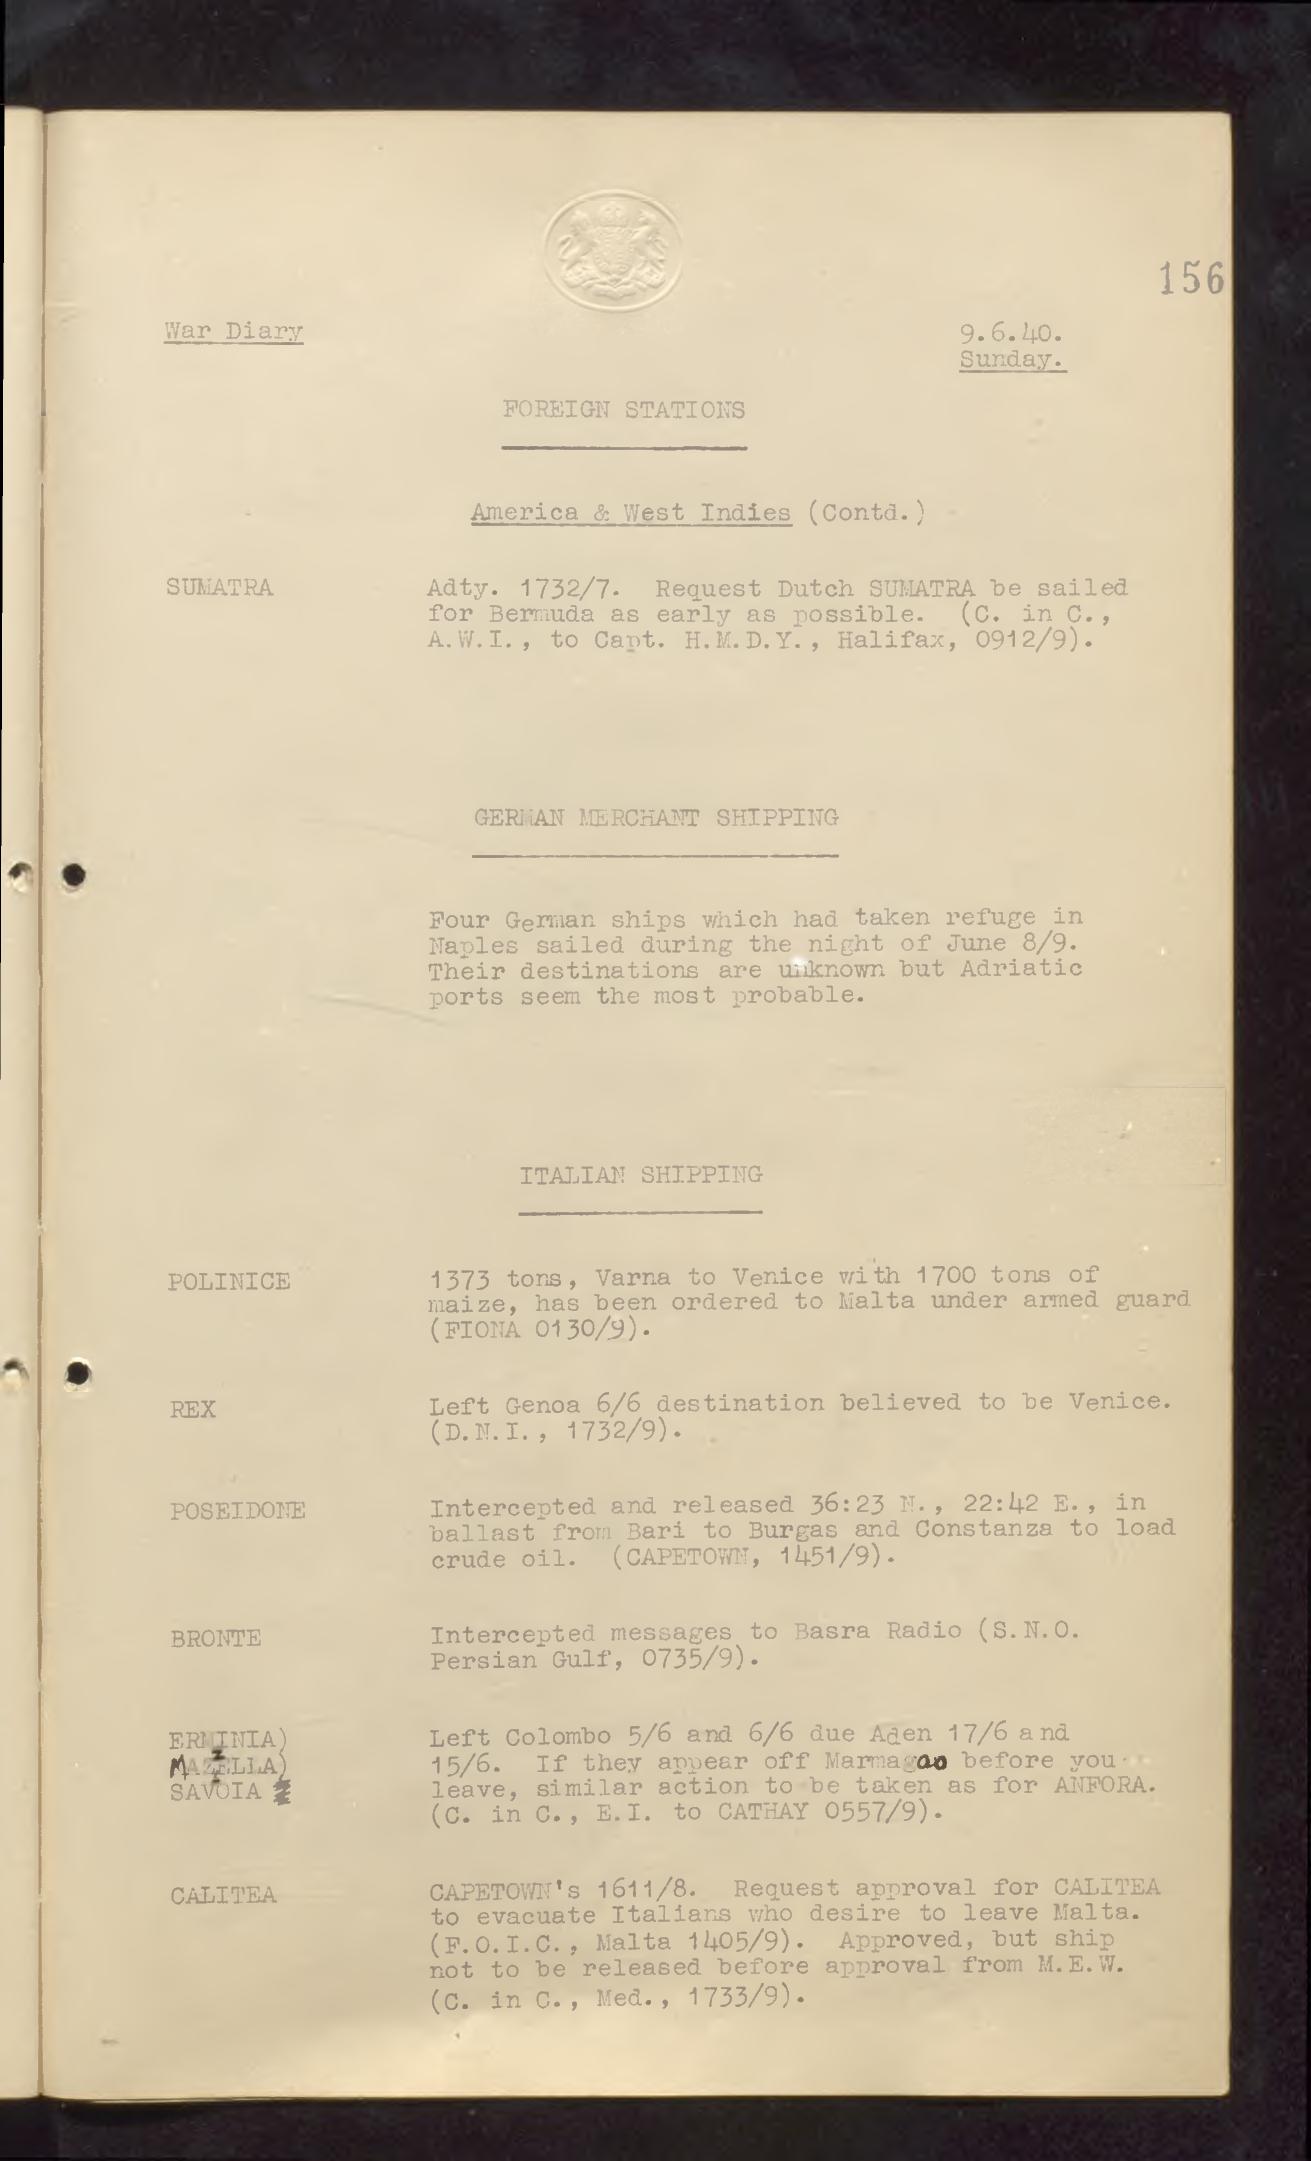 156
War Diary
9.6.40.
Sunday.
FOREIGN STATIONS
America & West Indies (Contd.)
SUMATRA
Adty. 1732/7. Request Dutch SUMATRA be sailed
for Bermuda as early as possible. (C. in C.,
A.W.I., to Capt. H.M.D.Y., Halifax, 0912/9).
GERMAN MERCHANT SHIPPING
Four German ships which had taken refuge in
Naples sailed during the night of June 8/9.
Their destinations are unknown but Adriatic
ports seem the most probable.
ITALIAN SHIPPING
POLINICE
1373 tons, Varna to Venice with 1700 tons of
maize, has been ordered to Malta under armed guard
(FIONA 0130/9).
REX
Left Genoa 6/6 destination believed to be Venice.
(D.N.I., 1732/9).
POSEIDONE
Intercepted and released 36:23 N., 22:42 E., in
ballast from Bari to Burgas and Constanza to load
crude oil. (CAPETOWN, 1451/9).
BRONTE
Intercepted messages to Basra Radio (S.N.O.
Persian Gulf, 0735/9).
ERMINIA)
MAZZELLA)
SAVOIA
Left Colombo 5/6 and 6/6 due Aden 17/6 and
15/6. If they appear off Marmagao before you
leave, similar action to be taken as for ANFORA.
(C. in C., E.I. to CATHAY 0557/9).
CALITEA
CAPETOWN's 1611/8. Request approval for CALITEA
to evacuate Italians who desire to leave Malta.
(F.O.I.C., Malta 1405/9). Approved, but ship
not to be released before approval from M.E.W.
(C. in C., Med., 1733/9).